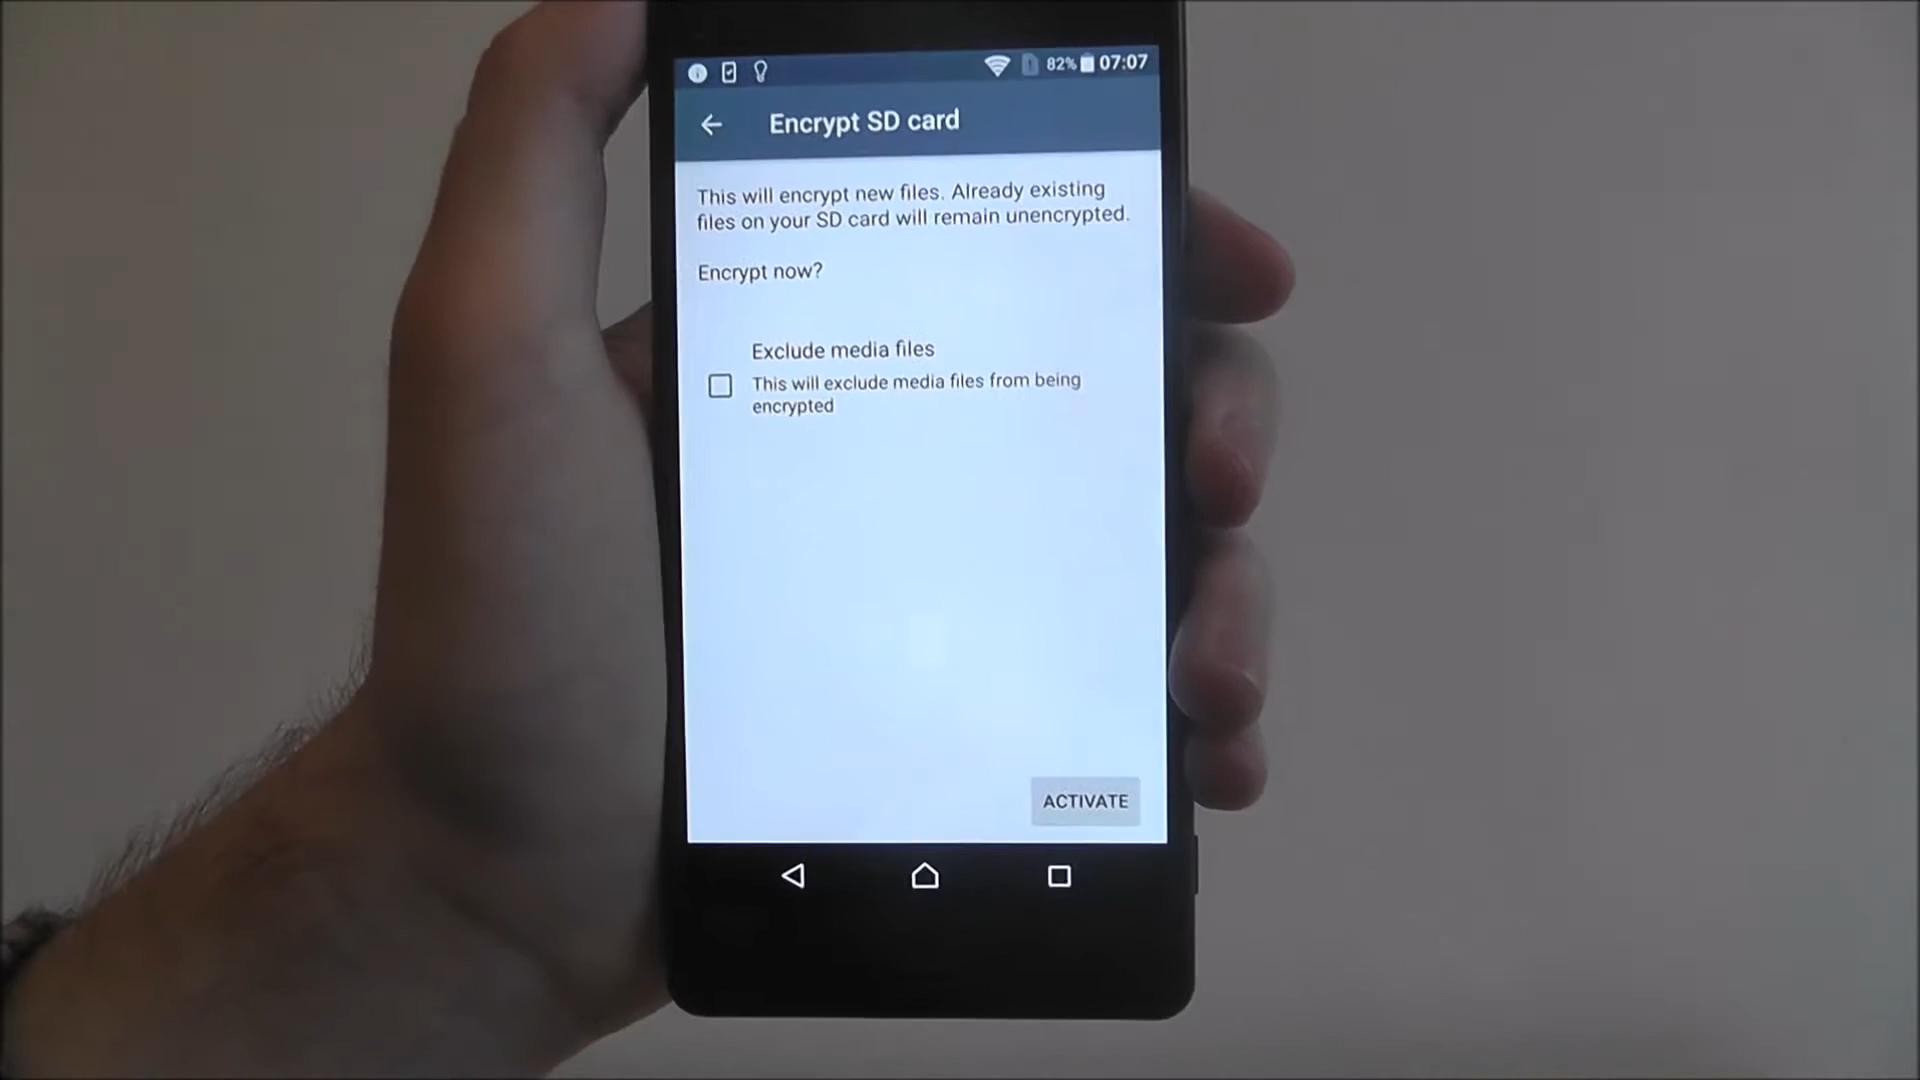 82% 07:07
Encrypt SD card
This will encrypt new files. Already existing
files on your SD card will remain unencrypted.
Encrypt now?
Exclude media files
This will exclude media files from being
encrypted
ACTIVATE